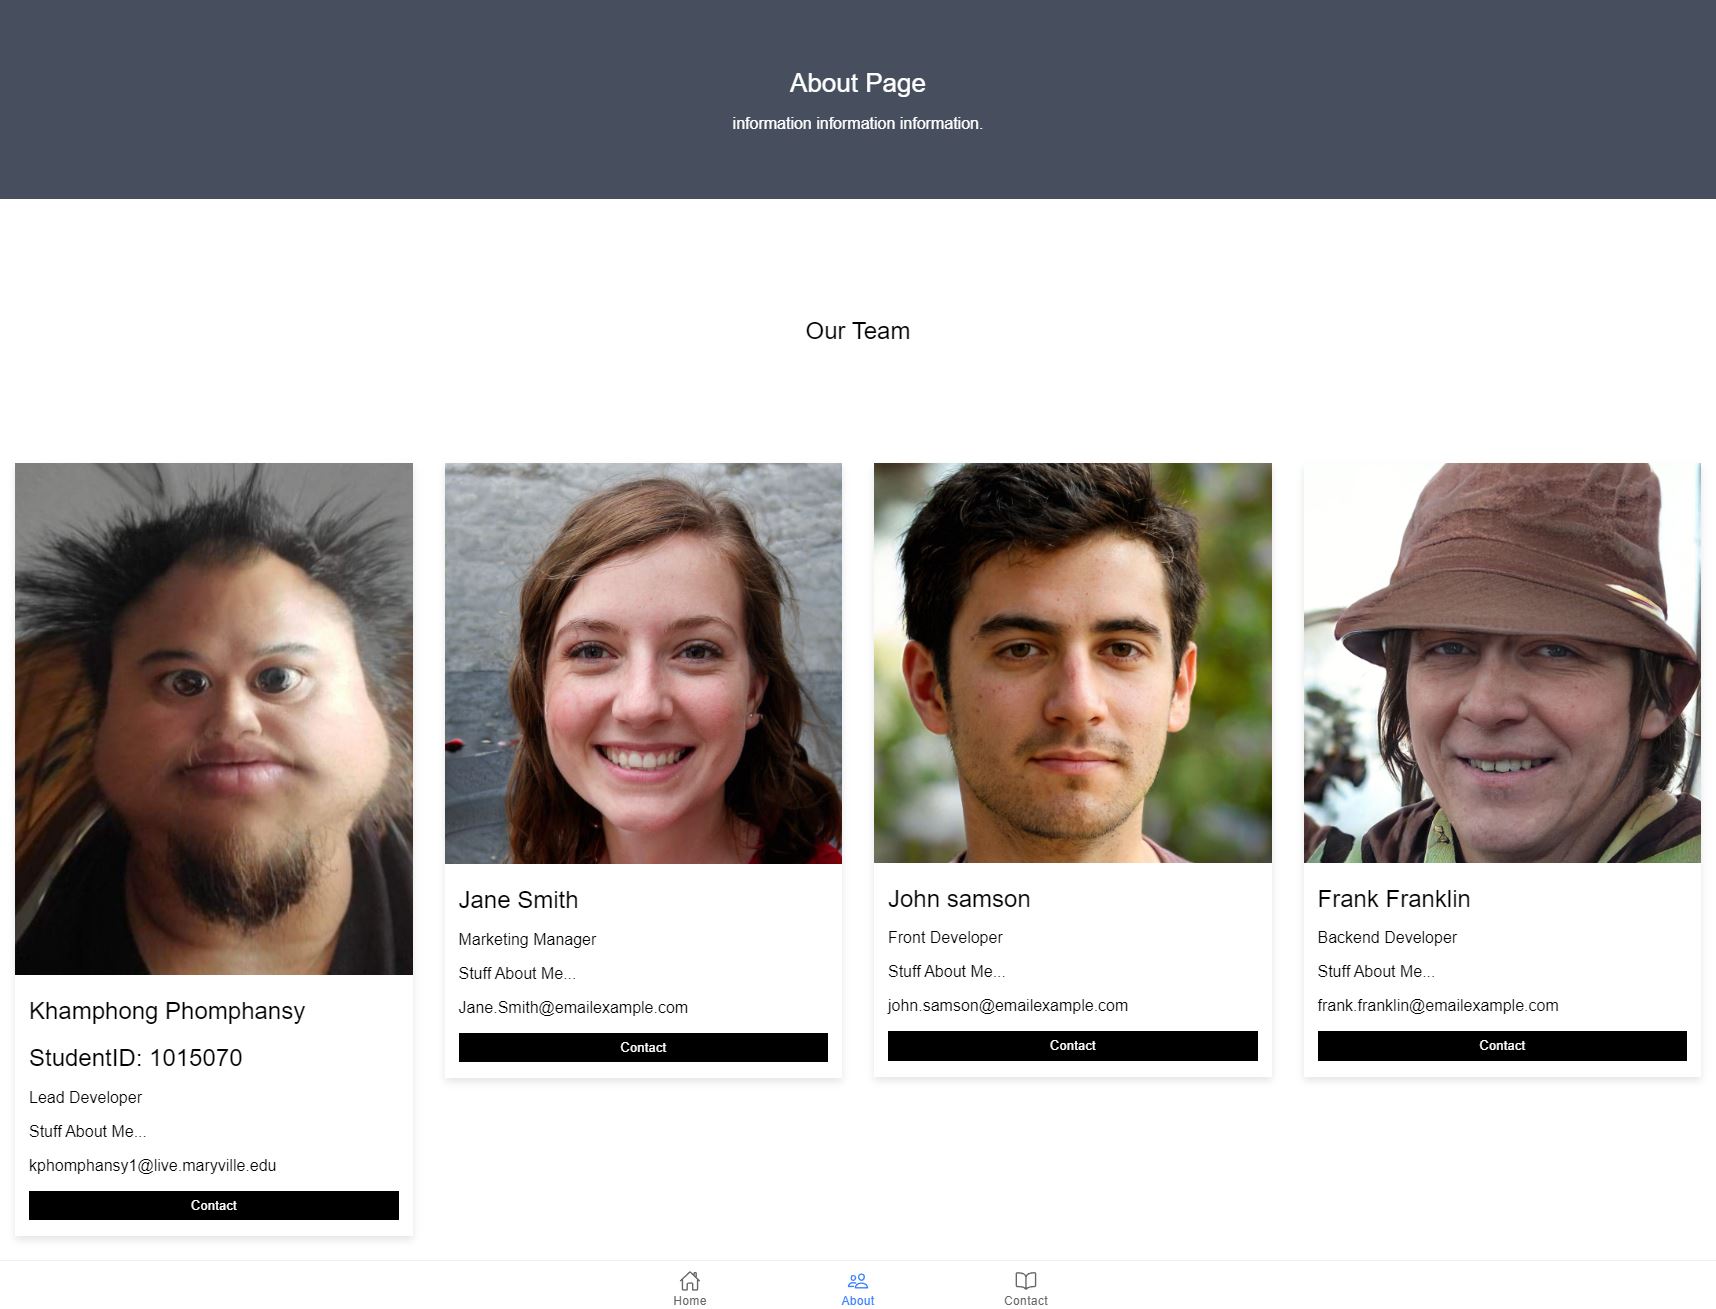 About Page
information information information.
Our Team
Khamphong Phomphansy
StudentID: 1015070
Lead Developer
Stuff About Me...
kphomphansy1@live.maryville.edu
Contact
Jane Smith
Marketing Manager
Stuff About Me...
Jane.Smith@emailexample.com
Contact
John samson
Front Developer
Stuff About Me...
john.samson@emailexample.com
Contact
Frank Franklin
Backend Developer
Stuff About Me...
frank.franklin@emailexample.com
Contact
Home
About
Contact